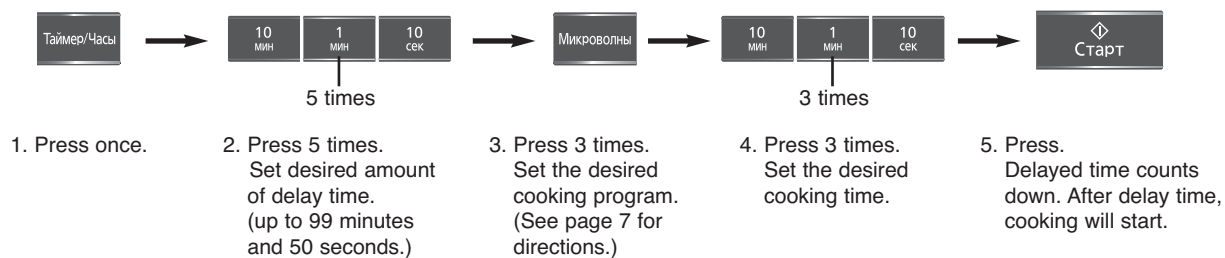 Таймер/Часы
10 мин
1 мин
10 сек
Микроволны
10 мин
1 мин
10 сек
Старт
5 times
3 times
1. Press once.
2. Press 5 times.
Set desired amount
of delay time.
(up to 99 minutes
and 50 seconds.)
3. Press 3 times.
Set the desired
cooking program.
(See page 7 for
directions.)
4. Press 3 times.
Set the desired
cooking time.
5. Press.
Delayed time counts
down. After delay time,
cooking will start.